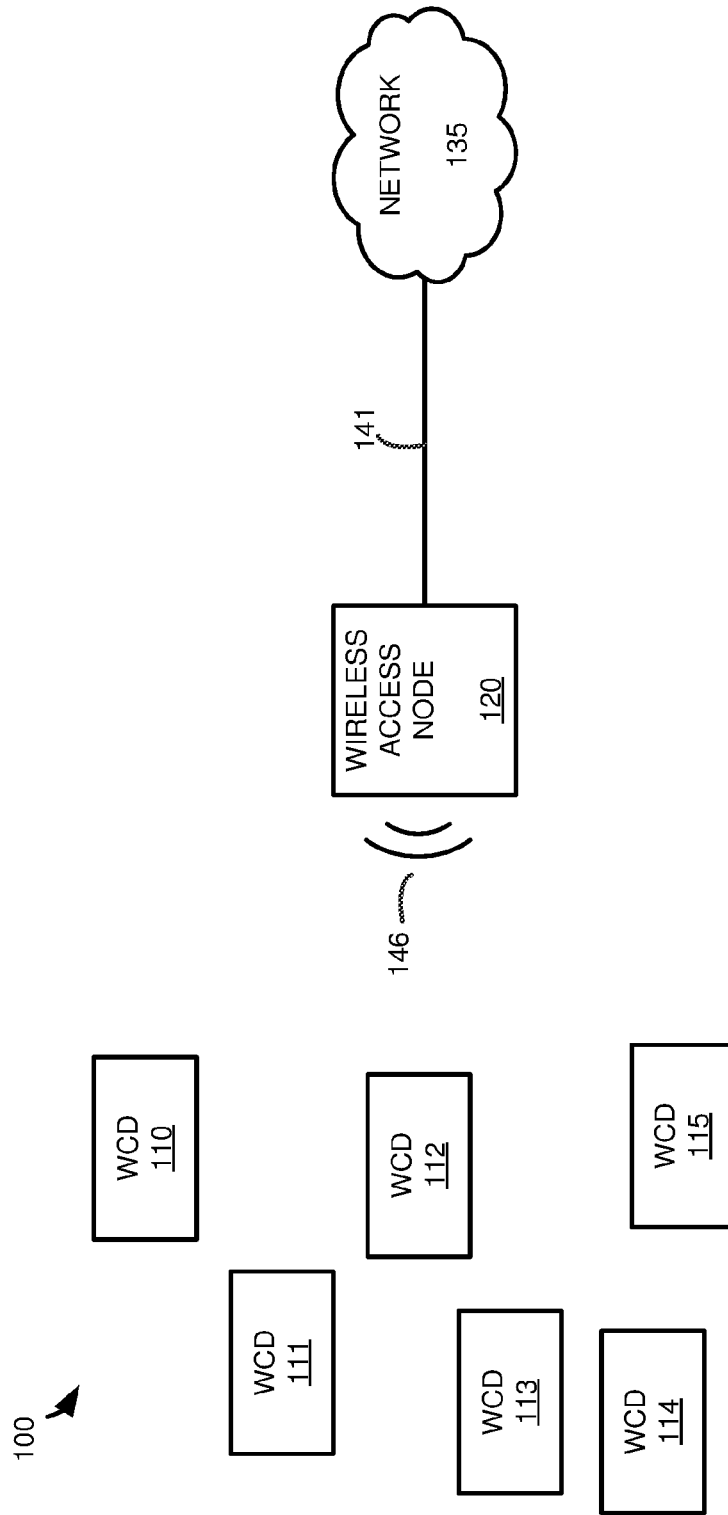 100
WCD
110
WCD
111
WCD
112
WCD
113
WCD
114
WCD
115
146
WIRELESS
ACCESS
NODE
120
141
NETWORK
135